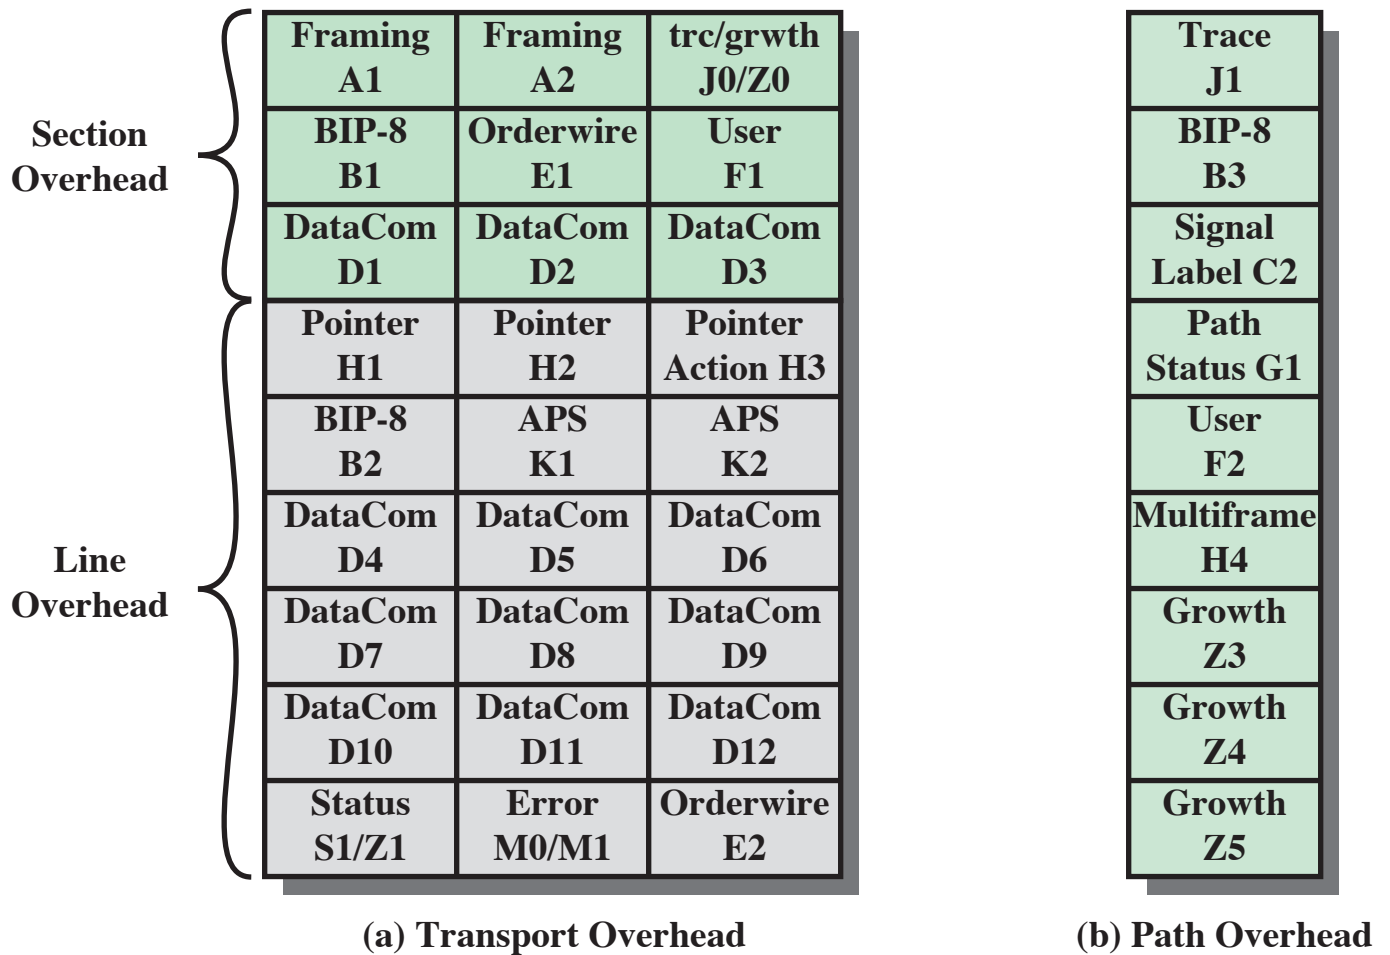 Section
Overhead
Line
Overhead
Framing
A1
Framing
A2
trc/grwth
J0/Z0
BIP-8
B1
Orderwire
E1
User
F1
DataCom
D1
DataCom
D2
DataCom
D3
Pointer
H1
Pointer
H2
Pointer
Action H3
BIP-8
B2
APS
K1
APS
K2
DataCom
D4
DataCom
D5
DataCom
D6
DataCom
D7
DataCom
D8
DataCom
D9
DataCom
D10
DataCom
D11
DataCom
D12
Status
S1/Z1
Error
M0/M1
Orderwire
E2
(a) Transport Overhead
Trace
J1
BIP-8
B3
Signal
Label C2
Path
Status G1
User
F2
Multiframe
H4
Growth
Z3
Growth
Z4
Growth
Z5
(b) Path Overhead